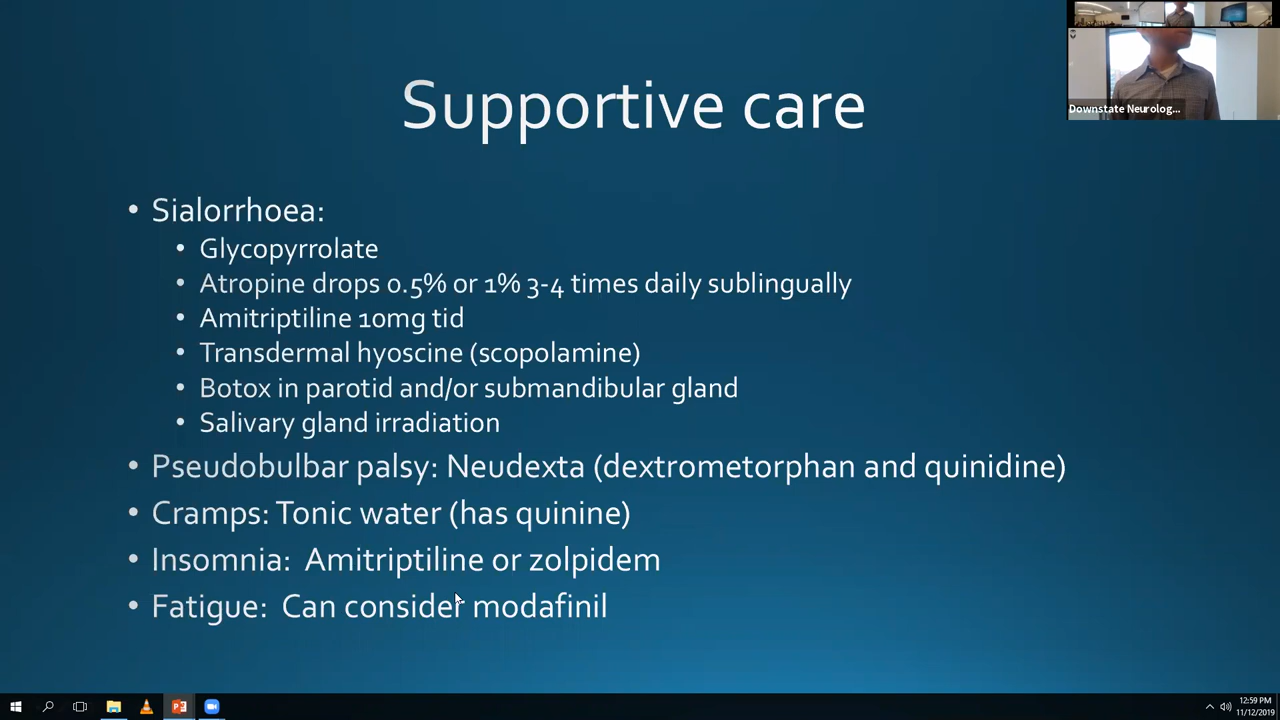 Supportive care
• Sialorrhoea:
• Glycopyrrolate
• Atropine drops 0.5% or 1% 3-4 times daily sublingually
• Amitriptiline 10mg tid
• Transdermal hyoscine (scopolamine)
• Botox in parotid and/or submandibular gland
• Salivary gland irradiation
• Pseudobulbar palsy: Neudexta (dextrometorphan and quinidine)
• Cramps: Tonic water (has quinine)
• Insomnia: Amitriptiline or zolpidem
• Fatigue: Can consider modafinil
Downstate Neurolog...
12:59 PM
11/12/2019